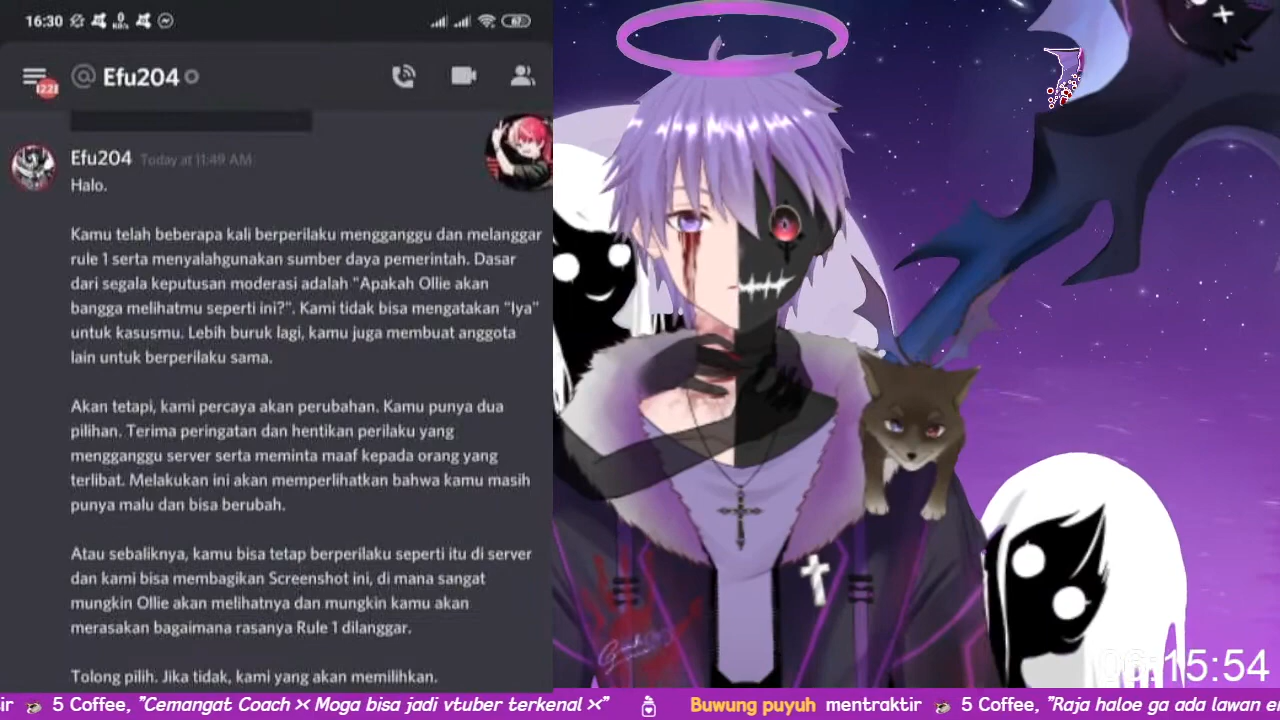 16:30
67
22
@ Efu204
Efu204 Today at 11:49 AM
Halo.
Kamu telah beberapa kali berperilaku mengganggu dan melanggar
rule 1 serta menyalahgunakan sumber daya pemerintah. Dasar
dari segala keputusan moderasi adalah "Apakah Ollie akan
bangga melihatmu seperti ini?". Kami tidak bisa mengatakan "Iya"
untuk kasusmu. Lebih buruk lagi, kamu juga membuat anggota
lain untuk berperilaku sama.
Akan tetapi, kami percaya akan perubahan. Kamu punya dua
pilihan. Terima peringatan dan hentikan perilaku yang
mengganggu server serta meminta maaf kepada orang yang
terlibat. Melakukan ini akan memperlihatkan bahwa kamu masih
punya malu dan bisa berubah.
Atau sebaliknya, kamu bisa tetap berperilaku seperti itu di server
dan kami bisa membagikan Screenshot ini, di mana sangat
mungkin Ollie akan melihatnya dan mungkin kamu akan
merasakan bagaimana rasanya Rule 1 dilanggar.
Tolong pilih. Jika tidak, kami yang akan memilihkan.
:15:54
ir 5 Coffee, "Cemangat Coach × Moga bisa jadi vtuber terkenal ×" Buwung puyuh mentraktir 5 Coffee, "Raja haloe ga ada lawan